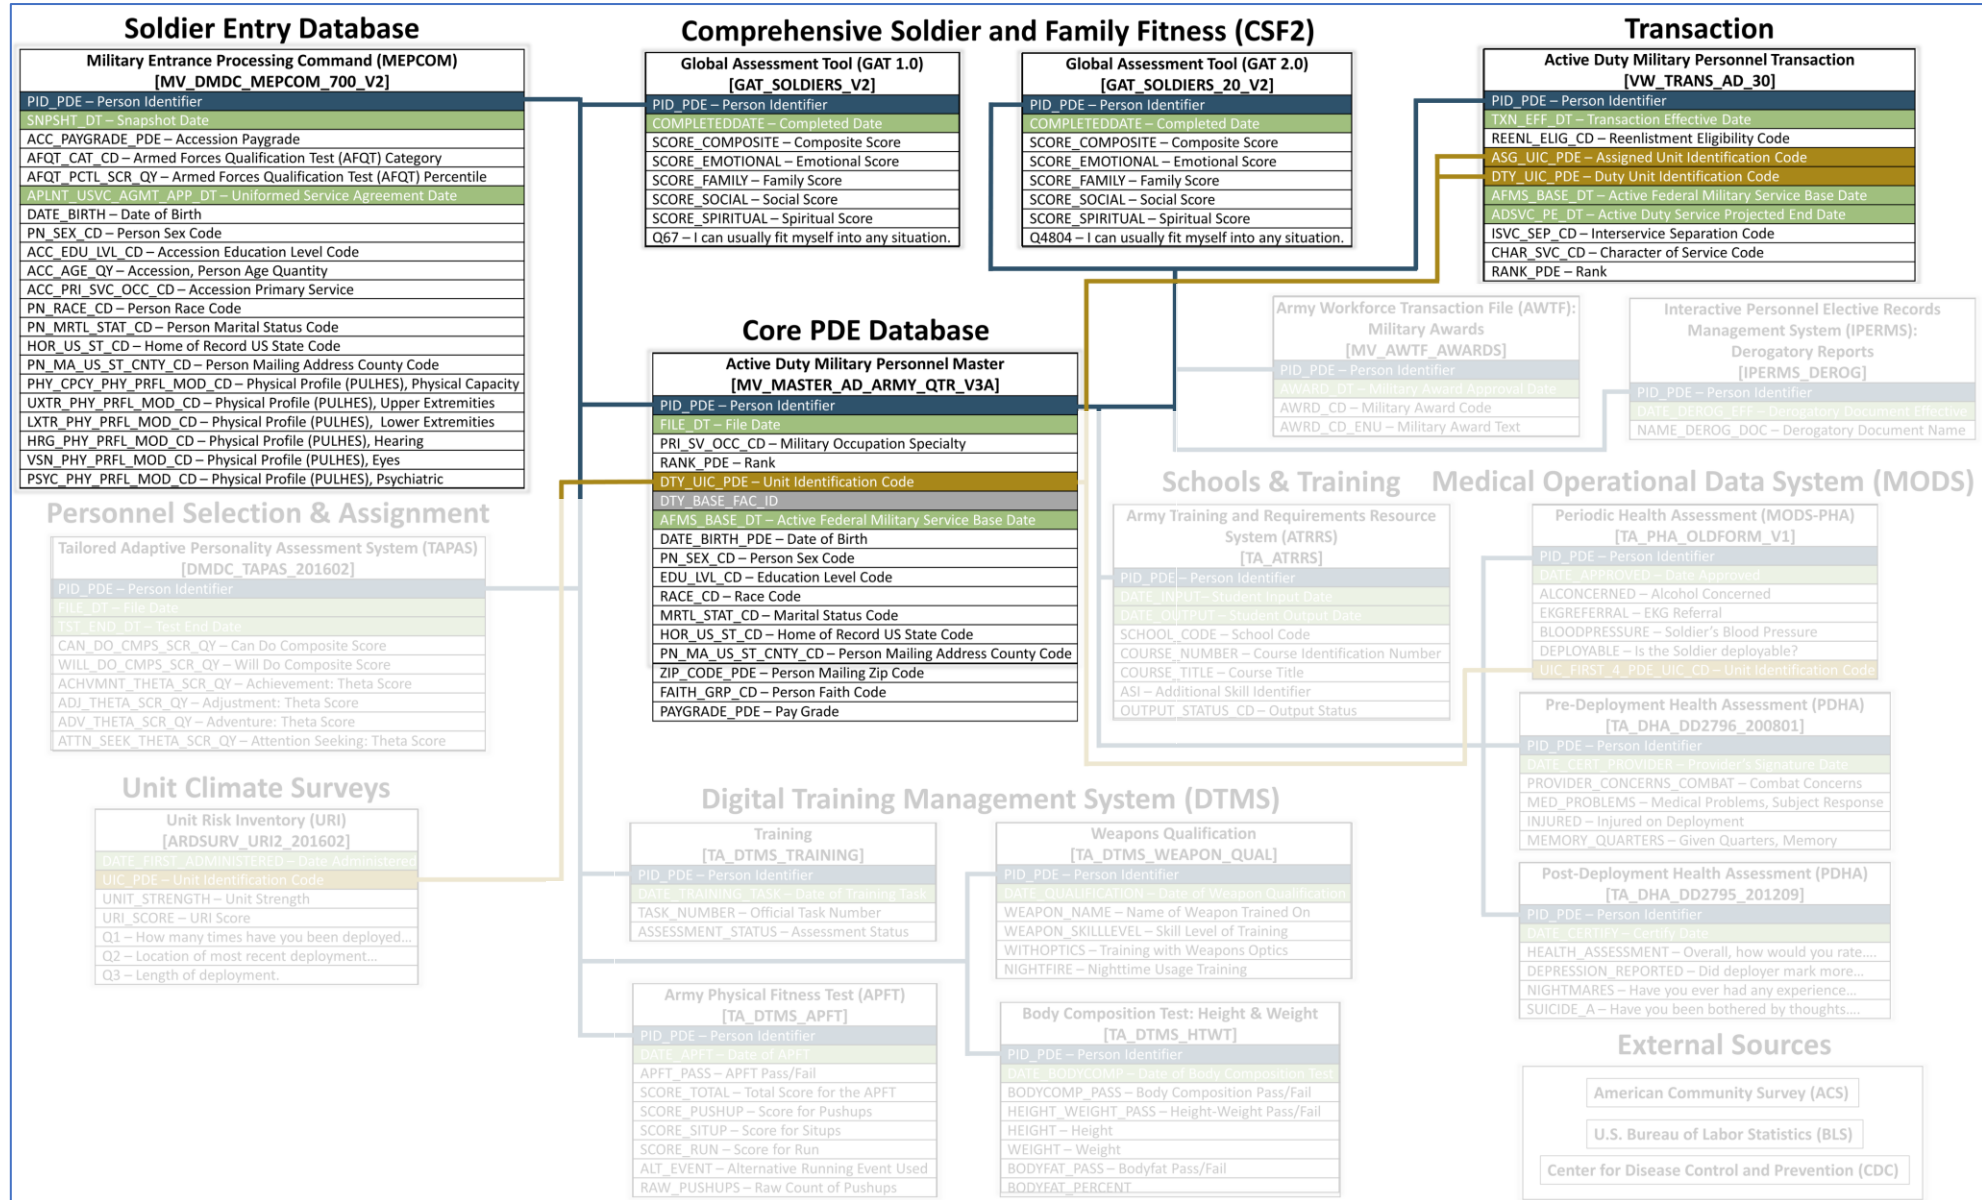 Soldier Entry Database
Military Entrance Processing Command (MEPCOM)
[MV_DMDC_MEPCOM_700_V2]
PID_PDE – Person Identifier
SNPSHT_DT – Snapshot Date
ACC_PAYGRADE_PDE – Accession Paygrade
AFQT_CAT_CD – Armed Forces Qualification Test (AFQT) Category
AFQT_PCTL_SCR_QY – Armed Forces Qualification Test (AFQT) Percentile
APLNT_USVC_AGMT_APP_DT – Uniformed Service Agreement Date
DATE_BIRTH – Date of Birth
PN_SEX_CD – Person Sex Code
ACC_EDU_LVL_CD – Accession Education Level Code
ACC_AGE_QY – Accession, Person Age Quantity
ACC_PRI_SVC_OCC_CD – Accession Primary Service
PN_RACE_CD – Person Race Code
PN_MRTL_STAT_CD – Person Marital Status Code
HOR_US_ST_CD – Home of Record US State Code
PN_MA_US_ST_CNTY_CD – Person Mailing Address County Code
PHY_CPCY_PHY_PRFL_MOD_CD – Physical Profile (PULHES), Physical Capacity
UXTR_PHY_PRFL_MOD_CD – Physical Profile (PULHES), Upper Extremities
LXTR_PHY_PRFL_MOD_CD – Physical Profile (PULHES), Lower Extremities
HRG_PHY_PRFL_MOD_CD – Physical Profile (PULHES), Hearing
VSN_PHY_PRFL_MOD_CD – Physical Profile (PULHES), Eyes
PSYC_PHY_PRFL_MOD_CD – Physical Profile (PULHES), Psychiatric
Comprehensive Soldier and Family Fitness (CSF2)
Global Assessment Tool (GAT 1.0)
[GAT_SOLDIERS_V2]
PID_PDE – Person Identifier
COMPLETEDDATE – Completed Date
SCORE_COMPOSITE – Composite Score
SCORE_EMOTIONAL – Emotional Score
SCORE_FAMILY – Family Score
SCORE_SOCIAL – Social Score
SCORE_SPIRITUAL – Spiritual Score
Q67 – I can usually fit myself into any situation.
Global Assessment Tool (GAT 2.0)
[GAT_SOLDIERS_20_V2]
PID_PDE – Person Identifier
COMPLETEDDATE – Completed Date
SCORE_COMPOSITE – Composite Score
SCORE_EMOTIONAL – Emotional Score
SCORE_FAMILY – Family Score
SCORE_SOCIAL – Social Score
SCORE_SPIRITUAL – Spiritual Score
Q4804 – I can usually fit myself into any situation.
Transaction
Active Duty Military Personnel Transaction
[VW_TRANS_AD_30]
PID_PDE – Person Identifier
TXN_EFF_DT – Transaction Effective Date
REENL_ELIG_CD – Reenlistment Eligibility Code
ASG_UIC_PDE – Assigned Unit Identification Code
DTY_UIC_PDE – Duty Unit Identification Code
AFMS_BASE_DT – Active Federal Military Service Base Date
ADSVC_PE_DT – Active Duty Service Projected End Date
ISVC_SEP_CD – Interservice Separation Code
CHAR_SVC_CD – Character of Service Code
RANK_PDE – Rank
Core PDE Database
Active Duty Military Personnel Master
[MV_MASTER_AD_ARMY_QTR_V3A]
PID_PDE – Person Identifier
FILE_DT – File Date
PRI_SV_OCC_CD – Military Occupation Specialty
RANK_PDE – Rank
DTY_UIC_PDE – Unit Identification Code
DTY_BASE_FAC_ID
AFMS_BASE_DT – Active Federal Military Service Base Date
DATE_BIRTH_PDE – Date of Birth
PN_SEX_CD – Person Sex Code
EDU_LVL_CD – Education Level Code
RACE_CD – Race Code
MRTL_STAT_CD – Marital Status Code
HOR_US_ST_CD – Home of Record US State Code
PN_MA_US_ST_CNTY_CD – Person Mailing Address County Code
ZIP_CODE_PDE – Person Mailing Zip Code
FAITH_GRP_CD – Person Faith Code
PAYGRADE_PDE – Pay Grade
Army Workforce Transaction File (AWTF):
Military Awards
[MV_AWTF_AWARDS]
PID_PDE – Person Identifier
AWARD_DT – Military Award Approval Date
AWRD_CD – Military Award Code
AWRD_CD_ENU – Military Award Text
Interactive Personnel Elective Records
Management System (IPERMS):
Derogatory Reports
[IPERMS_DEROG]
PID_PDE – Person Identifier
DATE_DEROG_EFF – Derogatory Document Effective
NAME_DEROG_DOC – Derogatory Document Name
Personnel Selection & Assignment
Tailored Adaptive Personality Assessment System (TAPAS)
[DMDC_TAPAS_201602]
PID_PDE – Person Identifier
FILE_DT – File Date
TST_END_DT – Test End Date
CAN_DO_CMPS_SCR_QY – Can Do Composite Score
WILL_DO_CMPS_SCR_QY – Will Do Composite Score
ACHVMNT_THETA_SCR_QY – Achievement: Theta Score
ADJ_THETA_SCR_QY – Adjustment: Theta Score
ADV_THETA_SCR_QY – Adventure: Theta Score
ATTN_SEEK_THETA_SCR_QY – Attention Seeking: Theta Score
Schools & Training
Army Training and Requirements Resource
System (ATRRS)
[TA_ATRRS]
PID_PDE – Person Identifier
DATE_INPUT– Student Input Date
DATE_OUTPUT – Student Output Date
SCHOOL_CODE – School Code
COURSE_NUMBER – Course Identification Number
COURSE_TITLE – Course Title
ASI – Additional Skill Identifier
OUTPUT_STATUS_CD – Output Status
Medical Operational Data System (MODS)
Periodic Health Assessment (MODS-PHA)
[TA_PHA_OLDFORM_V1]
PID_PDE – Person Identifier
DATE_APPROVED – Date Approved
ALCONCERNED – Alcohol Concerned
EKGREFERRAL – EKG Referral
BLOODPRESSURE – Soldier's Blood Pressure
DEPLOYABLE – Is the Soldier deployable?
UIC_FIRST_4_PDE_UIC_CD – Unit Identification Code
Pre-Deployment Health Assessment (PDHA)
[TA_DHA_DD2796_200801]
PID_PDE – Person Identifier
DATE_CERT_PROVIDER – Provider's Signature Date
PROVIDER_CONCERNS_COMBAT – Combat Concerns
MED_PROBLEMS – Medical Problems, Subject Response
INJURED – Injured on Deployment
MEMORY_QUARTERS – Given Quarters, Memory
Post-Deployment Health Assessment (PDHA)
[TA_DHA_DD2795_201209]
PID_PDE – Person Identifier
DATE_CERTIFY – Certify Date
HEALTH_ASSESSMENT – Overall, how would you rate....
DEPRESSION_REPORTED – Did deployer mark more...
NIGHTMARES – Have you ever had any experience...
SUICIDE_A – Have you been bothered by thoughts....
Unit Climate Surveys
Unit Risk Inventory (URI)
[ARDSURV_URI2_201602]
DATE_FIRST_ADMINISTERED – Date Administered
UIC_PDE – Unit Identification Code
UNIT_STRENGTH – Unit Strength
URI_SCORE – URI Score
Q1 – How many times have you been deployed...
Q2 – Location of most recent deployment...
Q3 – Length of deployment.
Digital Training Management System (DTMS)
Training
[TA_DTMS_TRAINING]
PID_PDE – Person Identifier
DATE_TRAINING_TASK – Date of Training Task
TASK_NUMBER – Official Task Number
ASSESSMENT_STATUS – Assessment Status
Weapons Qualification
[TA_DTMS_WEAPON_QUAL]
PID_PDE – Person Identifier
DATE_QUALIFICATION – Date of Weapon Qualification
WEAPON_NAME – Name of Weapon Trained On
WEAPON_SKILLLEVEL – Skill Level of Training
WITHOPTICS – Training with Weapons Optics
NIGHTFIRE – Nighttime Usage Training
Army Physical Fitness Test (APFT)
[TA_DTMS_APFT]
PID_PDE – Person Identifier
DATE_APFT – Date of APFT
APFT_PASS – APFT Pass/Fail
SCORE_TOTAL – Total Score for the APFT
SCORE_PUSHUP – Score for Pushups
SCORE_SITUP – Score for Situps
SCORE_RUN – Score for Run
ALT_EVENT – Alternative Running Event Used
RAW_PUSHUPS – Raw Count of Pushups
Body Composition Test: Height & Weight
[TA_DTMS_HTWT]
PID_PDE – Person Identifier
DATE_BODYCOMP – Date of Body Composition Test
BODYCOMP_PASS – Body Composition Pass/Fail
HEIGHT_WEIGHT_PASS – Height-Weight Pass/Fail
HEIGHT – Height
WEIGHT – Weight
BODYFAT_PASS – Bodyfat Pass/Fail
BODYFAT_PERCENT
External Sources
American Community Survey (ACS)
U.S. Bureau of Labor Statistics (BLS)
Center for Disease Control and Prevention (CDC)